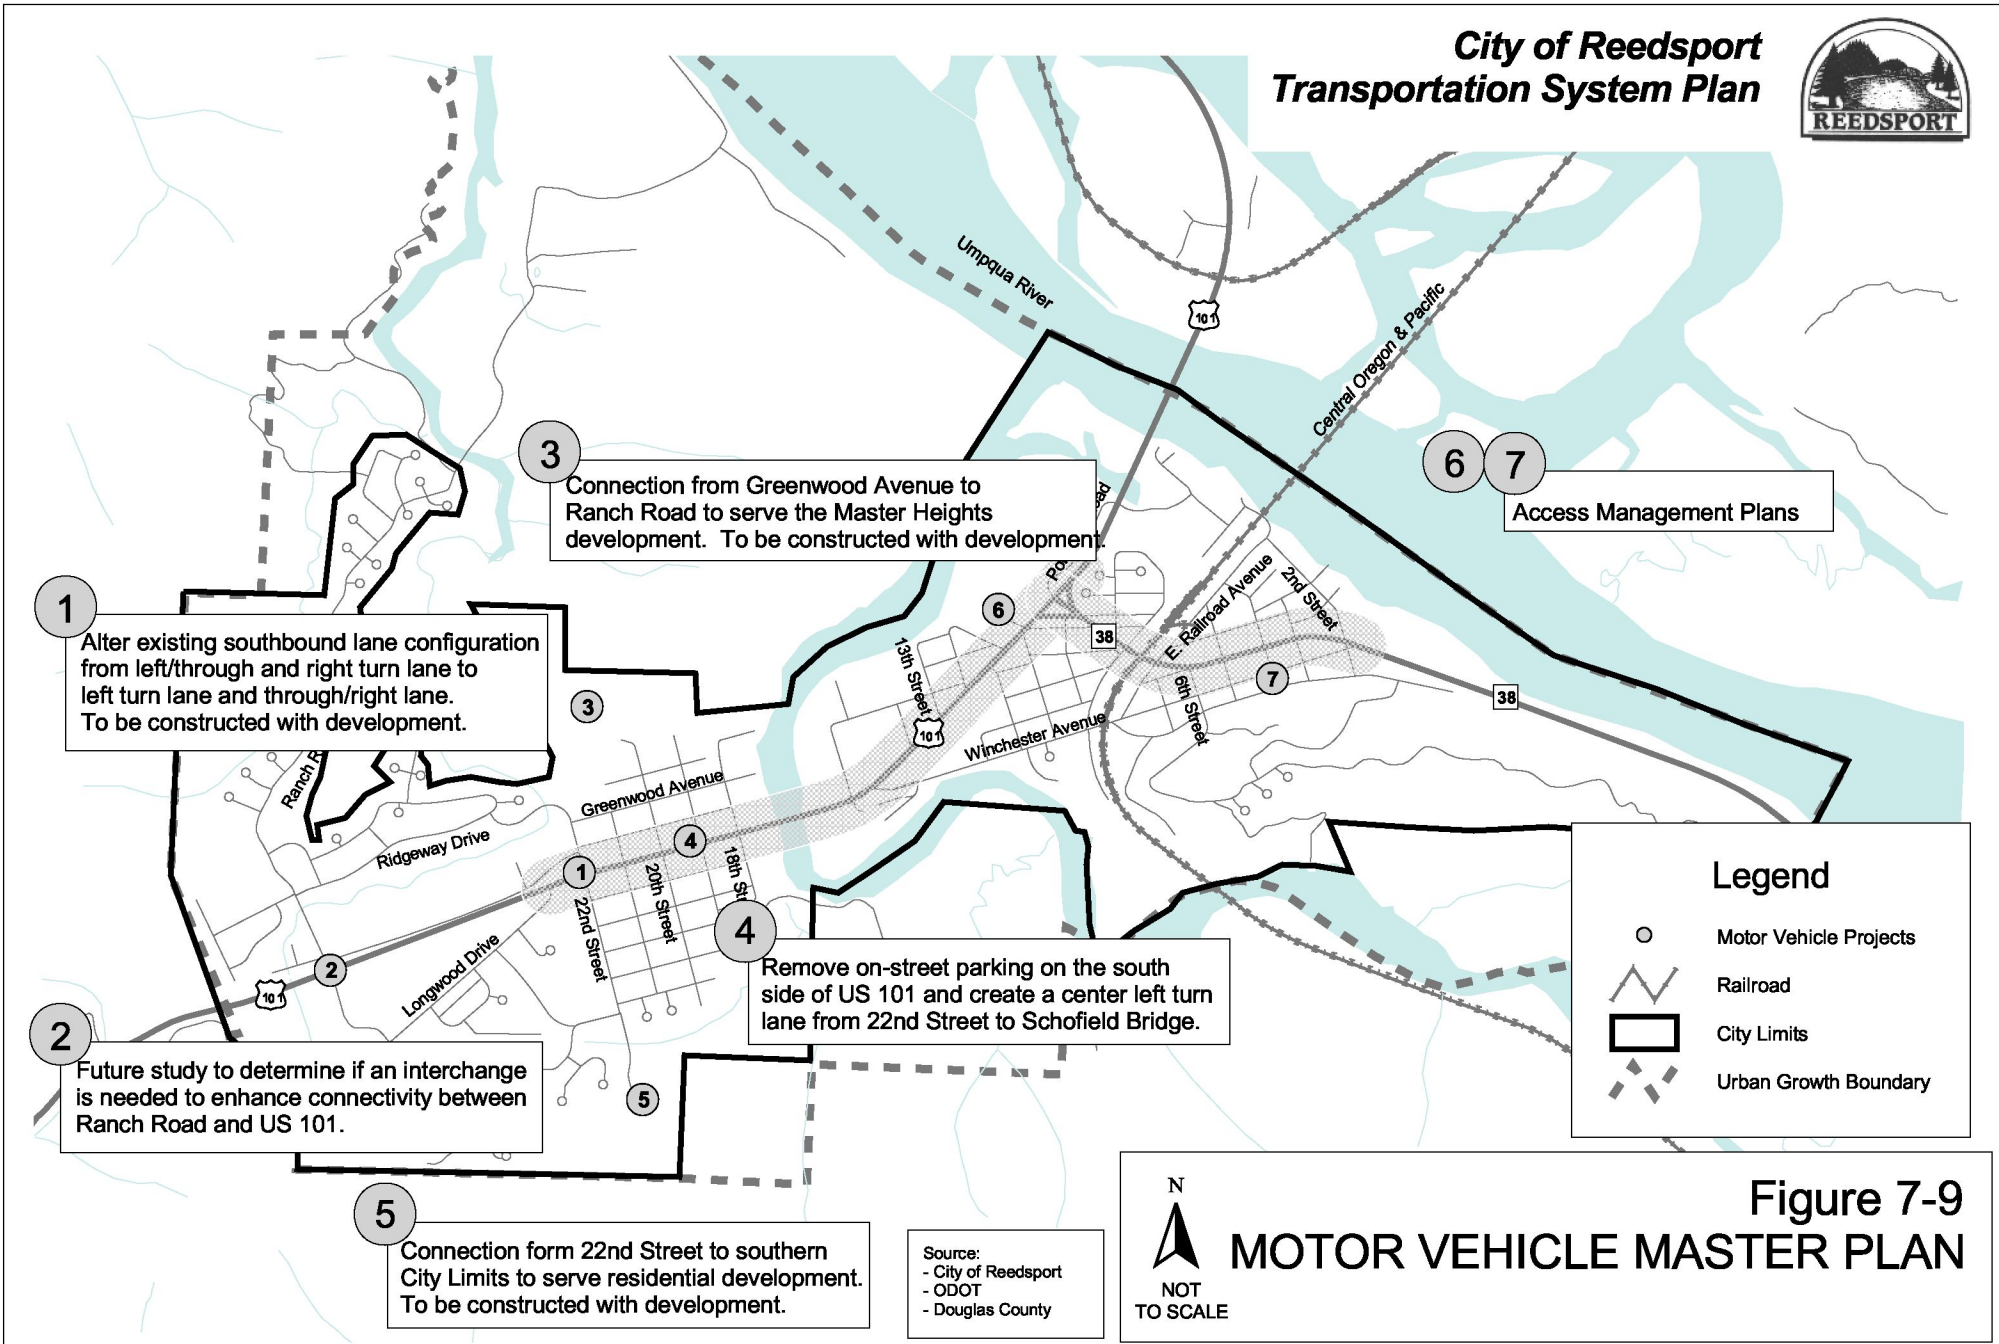 City of Reedsport
Transportation System Plan
REEDSPORT
Umpqua River
101
Central Oregon & Pacific
3
Connection from Greenwood Avenue to
Ranch Road to serve the Master Heights
development. To be constructed with development.
6 7
Access Management Plans
1
Alter existing southbound lane configuration
from left/through and right turn lane to
left turn lane and through/right lane.
To be constructed with development.
6
38
E. Railroad Avenue
2nd Street
13th Street
101
Winchester Avenue
6th Street
7
38
3
Ranch R
Greenwood Avenue
Ridgeway Drive
4
1
18th Str
20th Street
22nd Street
Longwood Drive
2
101
4
Remove on-street parking on the south
side of US 101 and create a center left turn
lane from 22nd Street to Schofield Bridge.
2
Future study to determine if an interchange
is needed to enhance connectivity between
Ranch Road and US 101.
5
5
Connection form 22nd Street to southern
City Limits to serve residential development.
To be constructed with development.
Legend
Motor Vehicle Projects
Railroad
City Limits
Urban Growth Boundary
Source:
- City of Reedsport
- ODOT
- Douglas County
N
NOT
TO SCALE
Figure 7-9
MOTOR VEHICLE MASTER PLAN